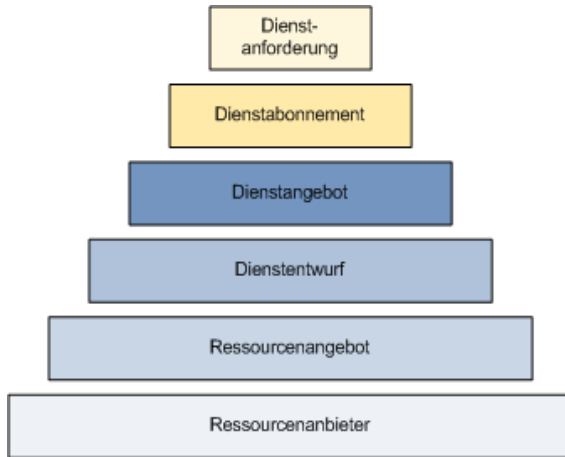 Dienst-
anforderung
Dienstabonnement
Dienstangebot
Dienstentwurf
Ressourcenangebot
Ressourcenanbieter